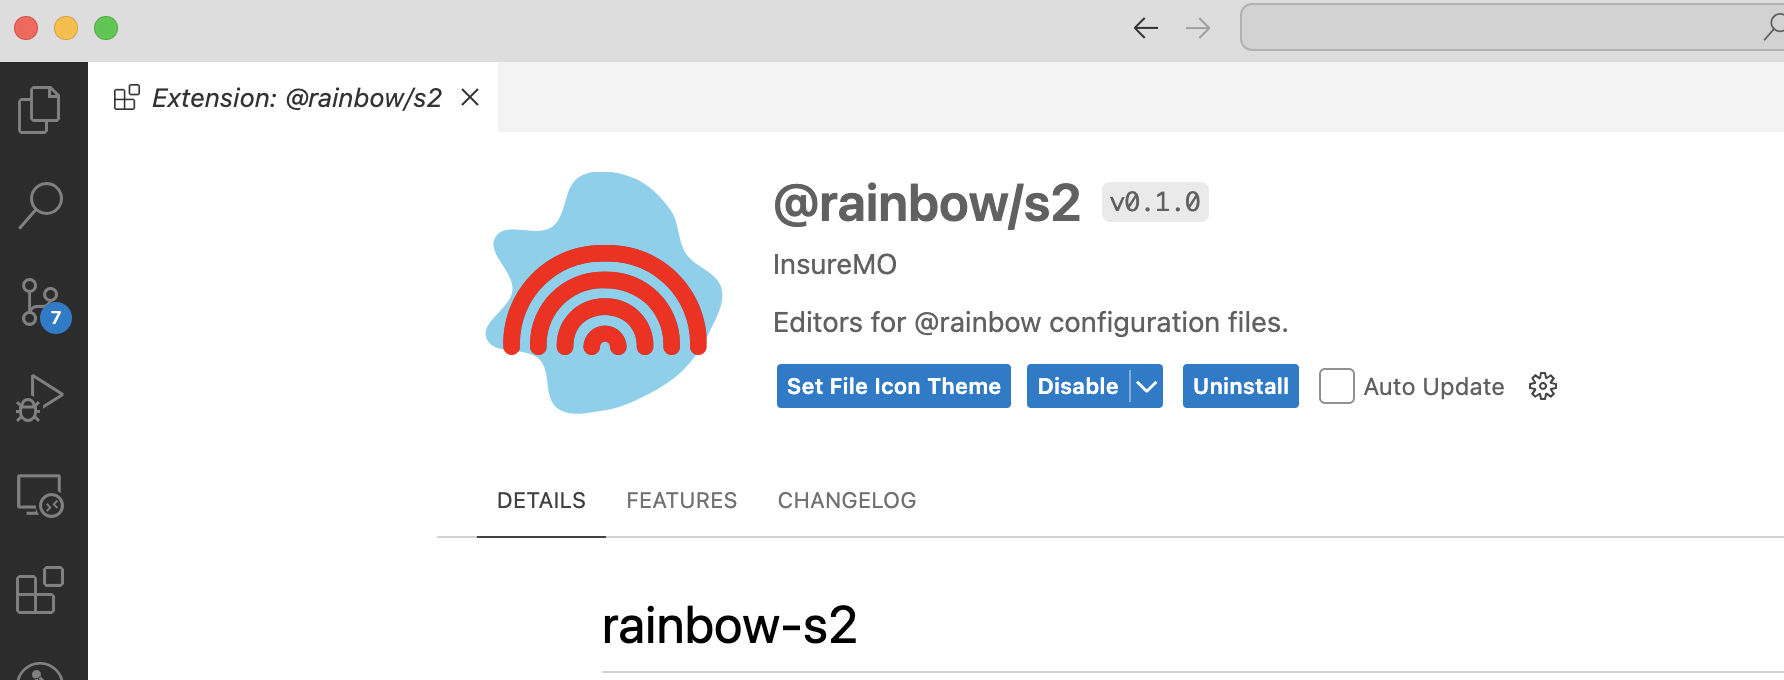 Extension: @rainbow/s2
@rainbow/s2 v0.1.0
InsureMO
Editors for @rainbow configuration files.
Set File Icon Theme Disable Uninstall Auto Update
7
DETAILS FEATURES CHANGELOG
rainbow-s2